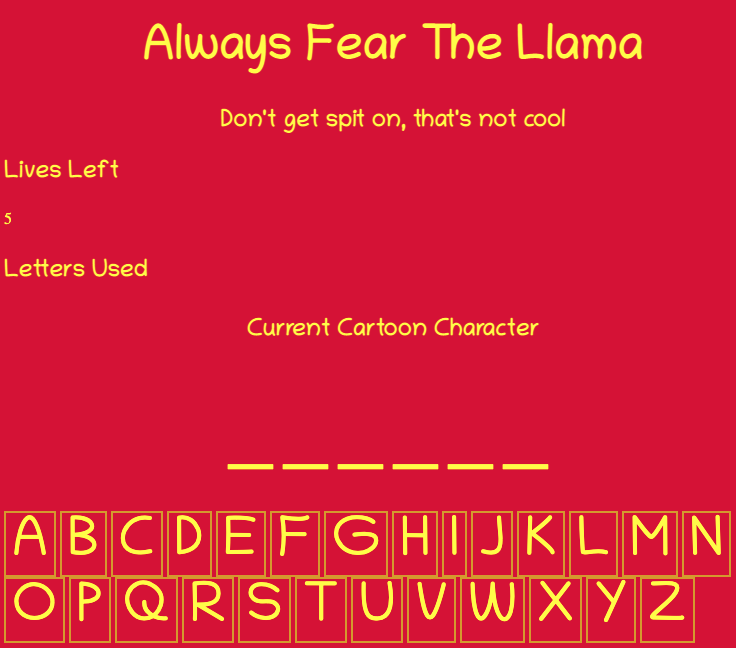 Always Fear The Llama
Don't get spit on, that's not cool
Lives Left
5
Letters Used
Current Cartoon Character
_ _ _ _ _ _
A B C D E F G H I J K L M N
O P Q R S T U V W X Y Z